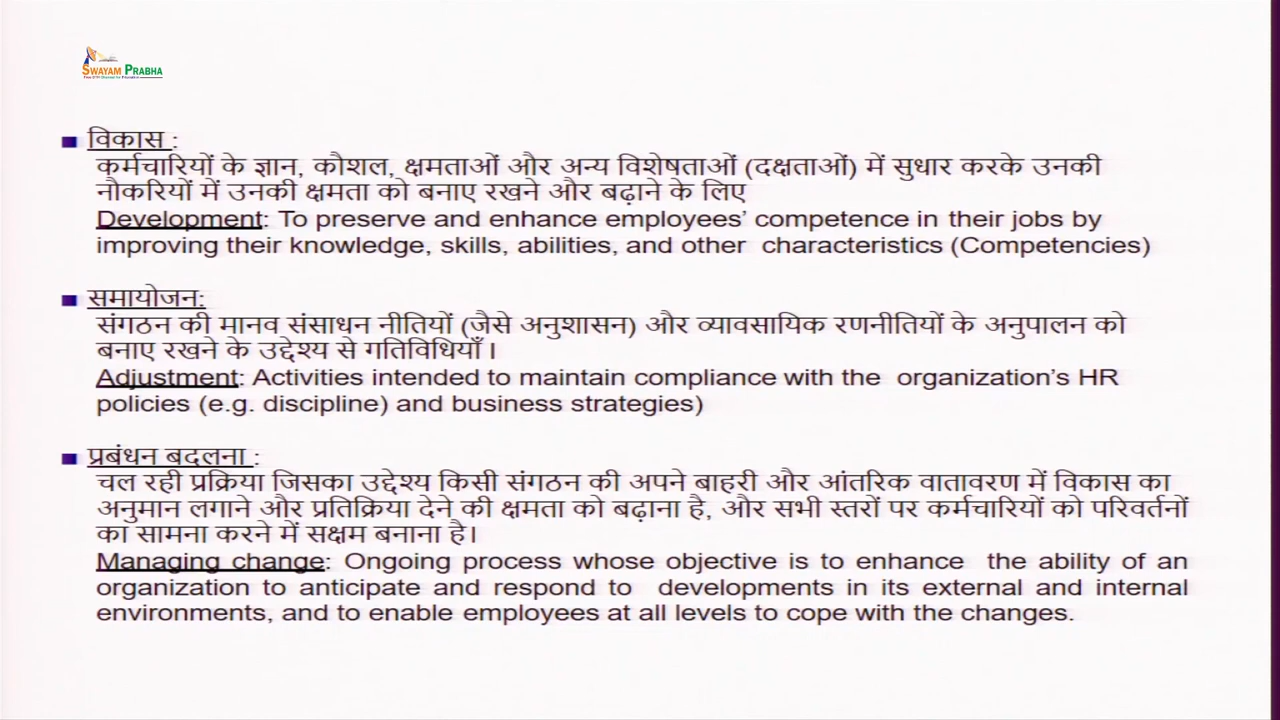 SWAYAM PRABHA
विकास :
कर्मचारियों के ज्ञान, कौशल, क्षमताओं और अन्य विशेषताओं (दक्षताओं) में सुधार करके उनकी
नौकरियों में उनकी क्षमता को बनाए रखने और बढ़ाने के लिए
Development: To preserve and enhance employees’ competence in their jobs by
improving their knowledge, skills, abilities, and other characteristics (Competencies)
समायोजन:
संगठन की मानव संसाधन नीतियों (जैसे अनुशासन) और व्यावसायिक रणनीतियों के अनुपालन को
बनाए रखने के उद्देश्य से गतिविधियाँ।
Adjustment: Activities intended to maintain compliance with the organization’s HR
policies (e.g. discipline) and business strategies)
प्रबंधन बदलना :
चल रही प्रक्रिया जिसका उद्देश्य किसी संगठन की अपने बाहरी और आंतरिक वातावरण में विकास का
अनुमान लगाने और प्रतिक्रिया देने की क्षमता को बढ़ाना है, और सभी स्तरों पर कर्मचारियों को परिवर्तनों
का सामना करने में सक्षम बनाना है।
Managing change: Ongoing process whose objective is to enhance the ability of an
organization to anticipate and respond to developments in its external and internal
environments, and to enable employees at all levels to cope with the changes.